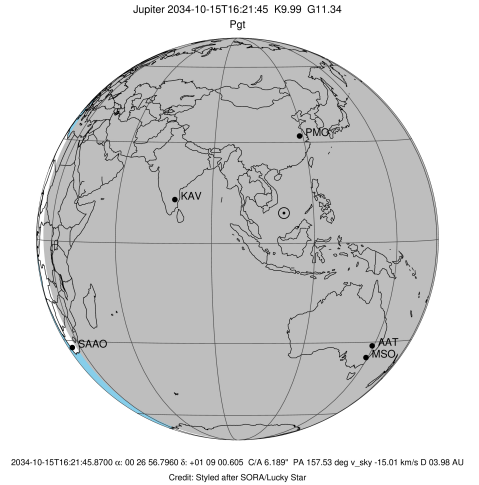 Jupiter 2034-10-15T16:21:45 K9.99 G11.34
Pgt
PMO
KAV
SAAO
AAT
MSO
2034-10-15T16:21:45.8700 α: 00 26 56.7960 δ: +01 09 00.605 C/A 6.189" PA 157.53 deg v_sky -15.01 km/s D 03.98 AU
Credit: Styled after SORA/Lucky Star